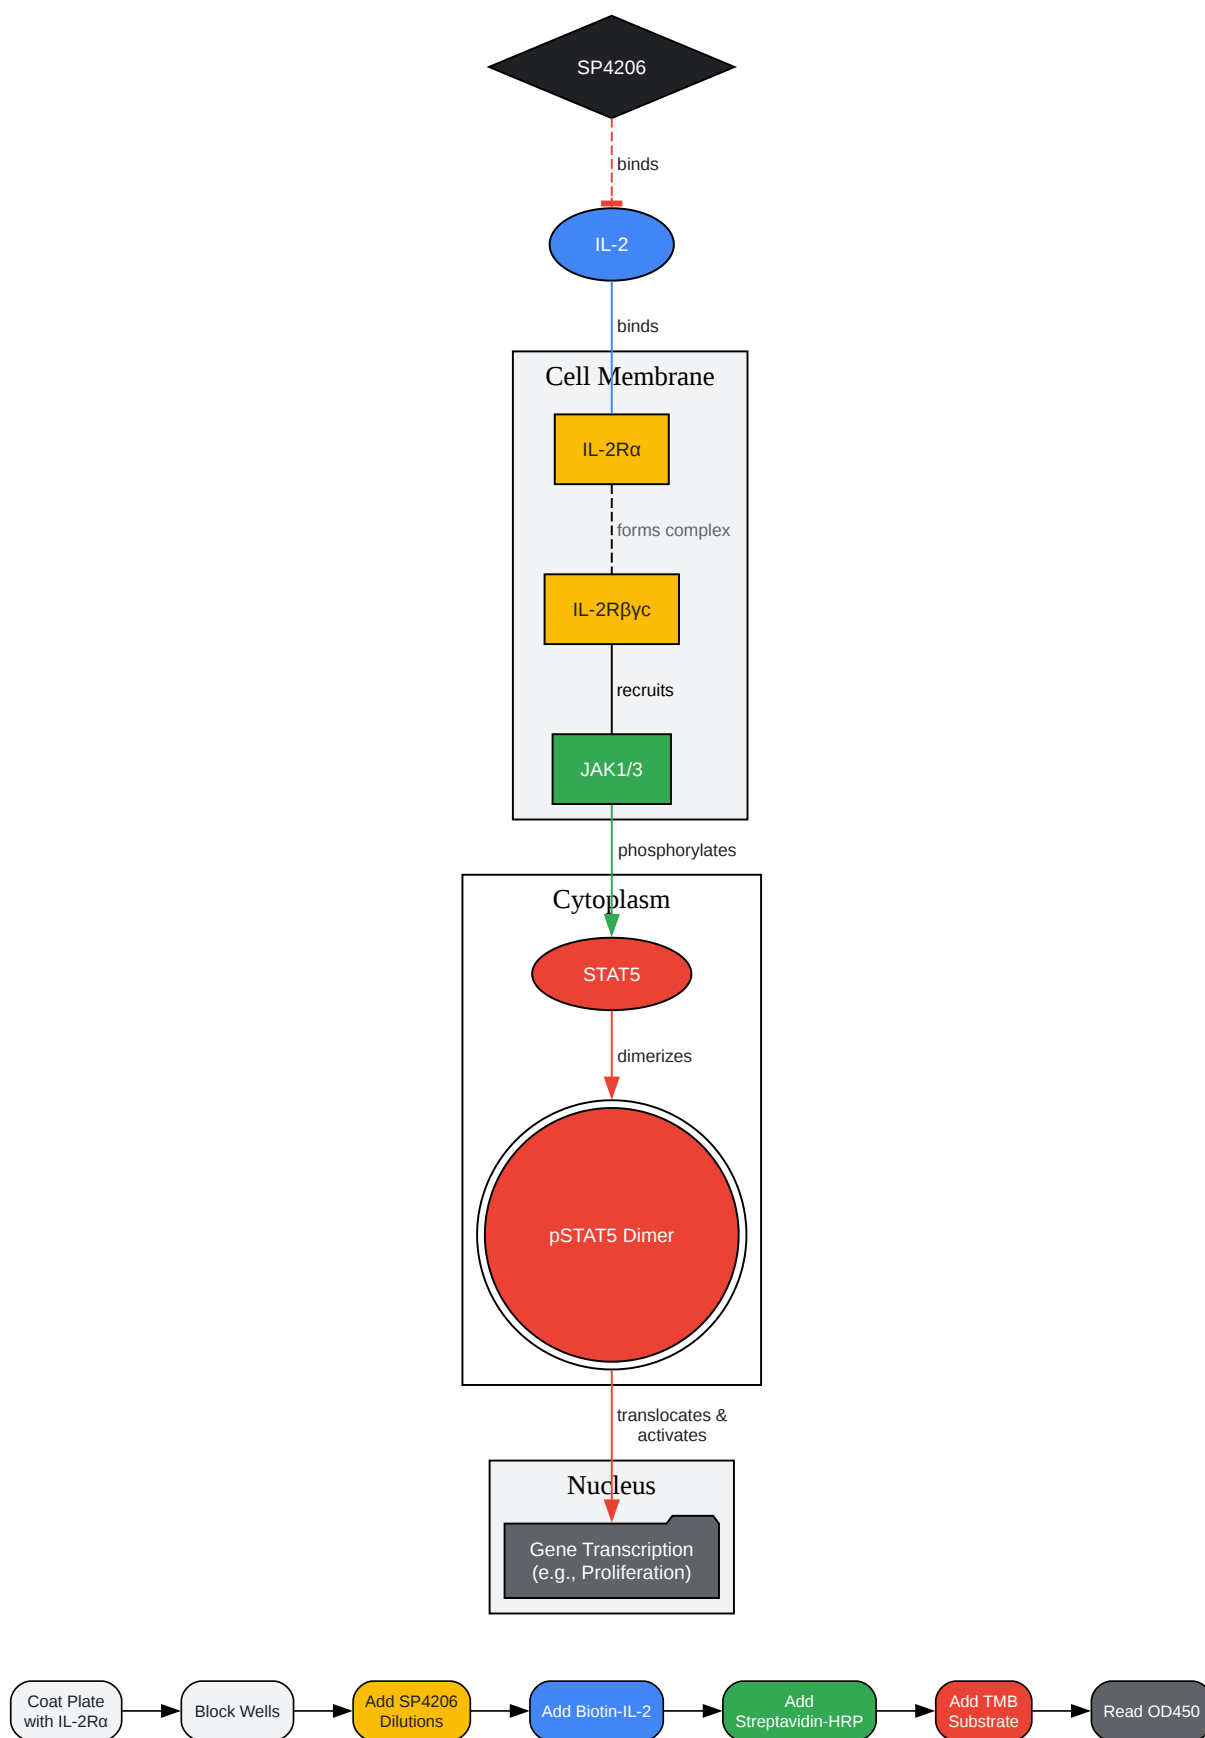 SP4206
binds
IL-2
binds
Cell Membrane
IL-2Rα
forms complex
IL-2Rβγc
recruits
JAK1/3
phosphorylates
Cytoplasm
STAT5
dimerizes
pSTAT5 Dimer
translocates &
activates
Nucleus
Gene Transcription
(e.g., Proliferation)
Coat Plate
with IL-2Rα
Block Wells
Add SP4206
Dilutions
Add Biotin-IL-2
Add
Streptavidin-HRP
Add TMB
Substrate
Read OD450